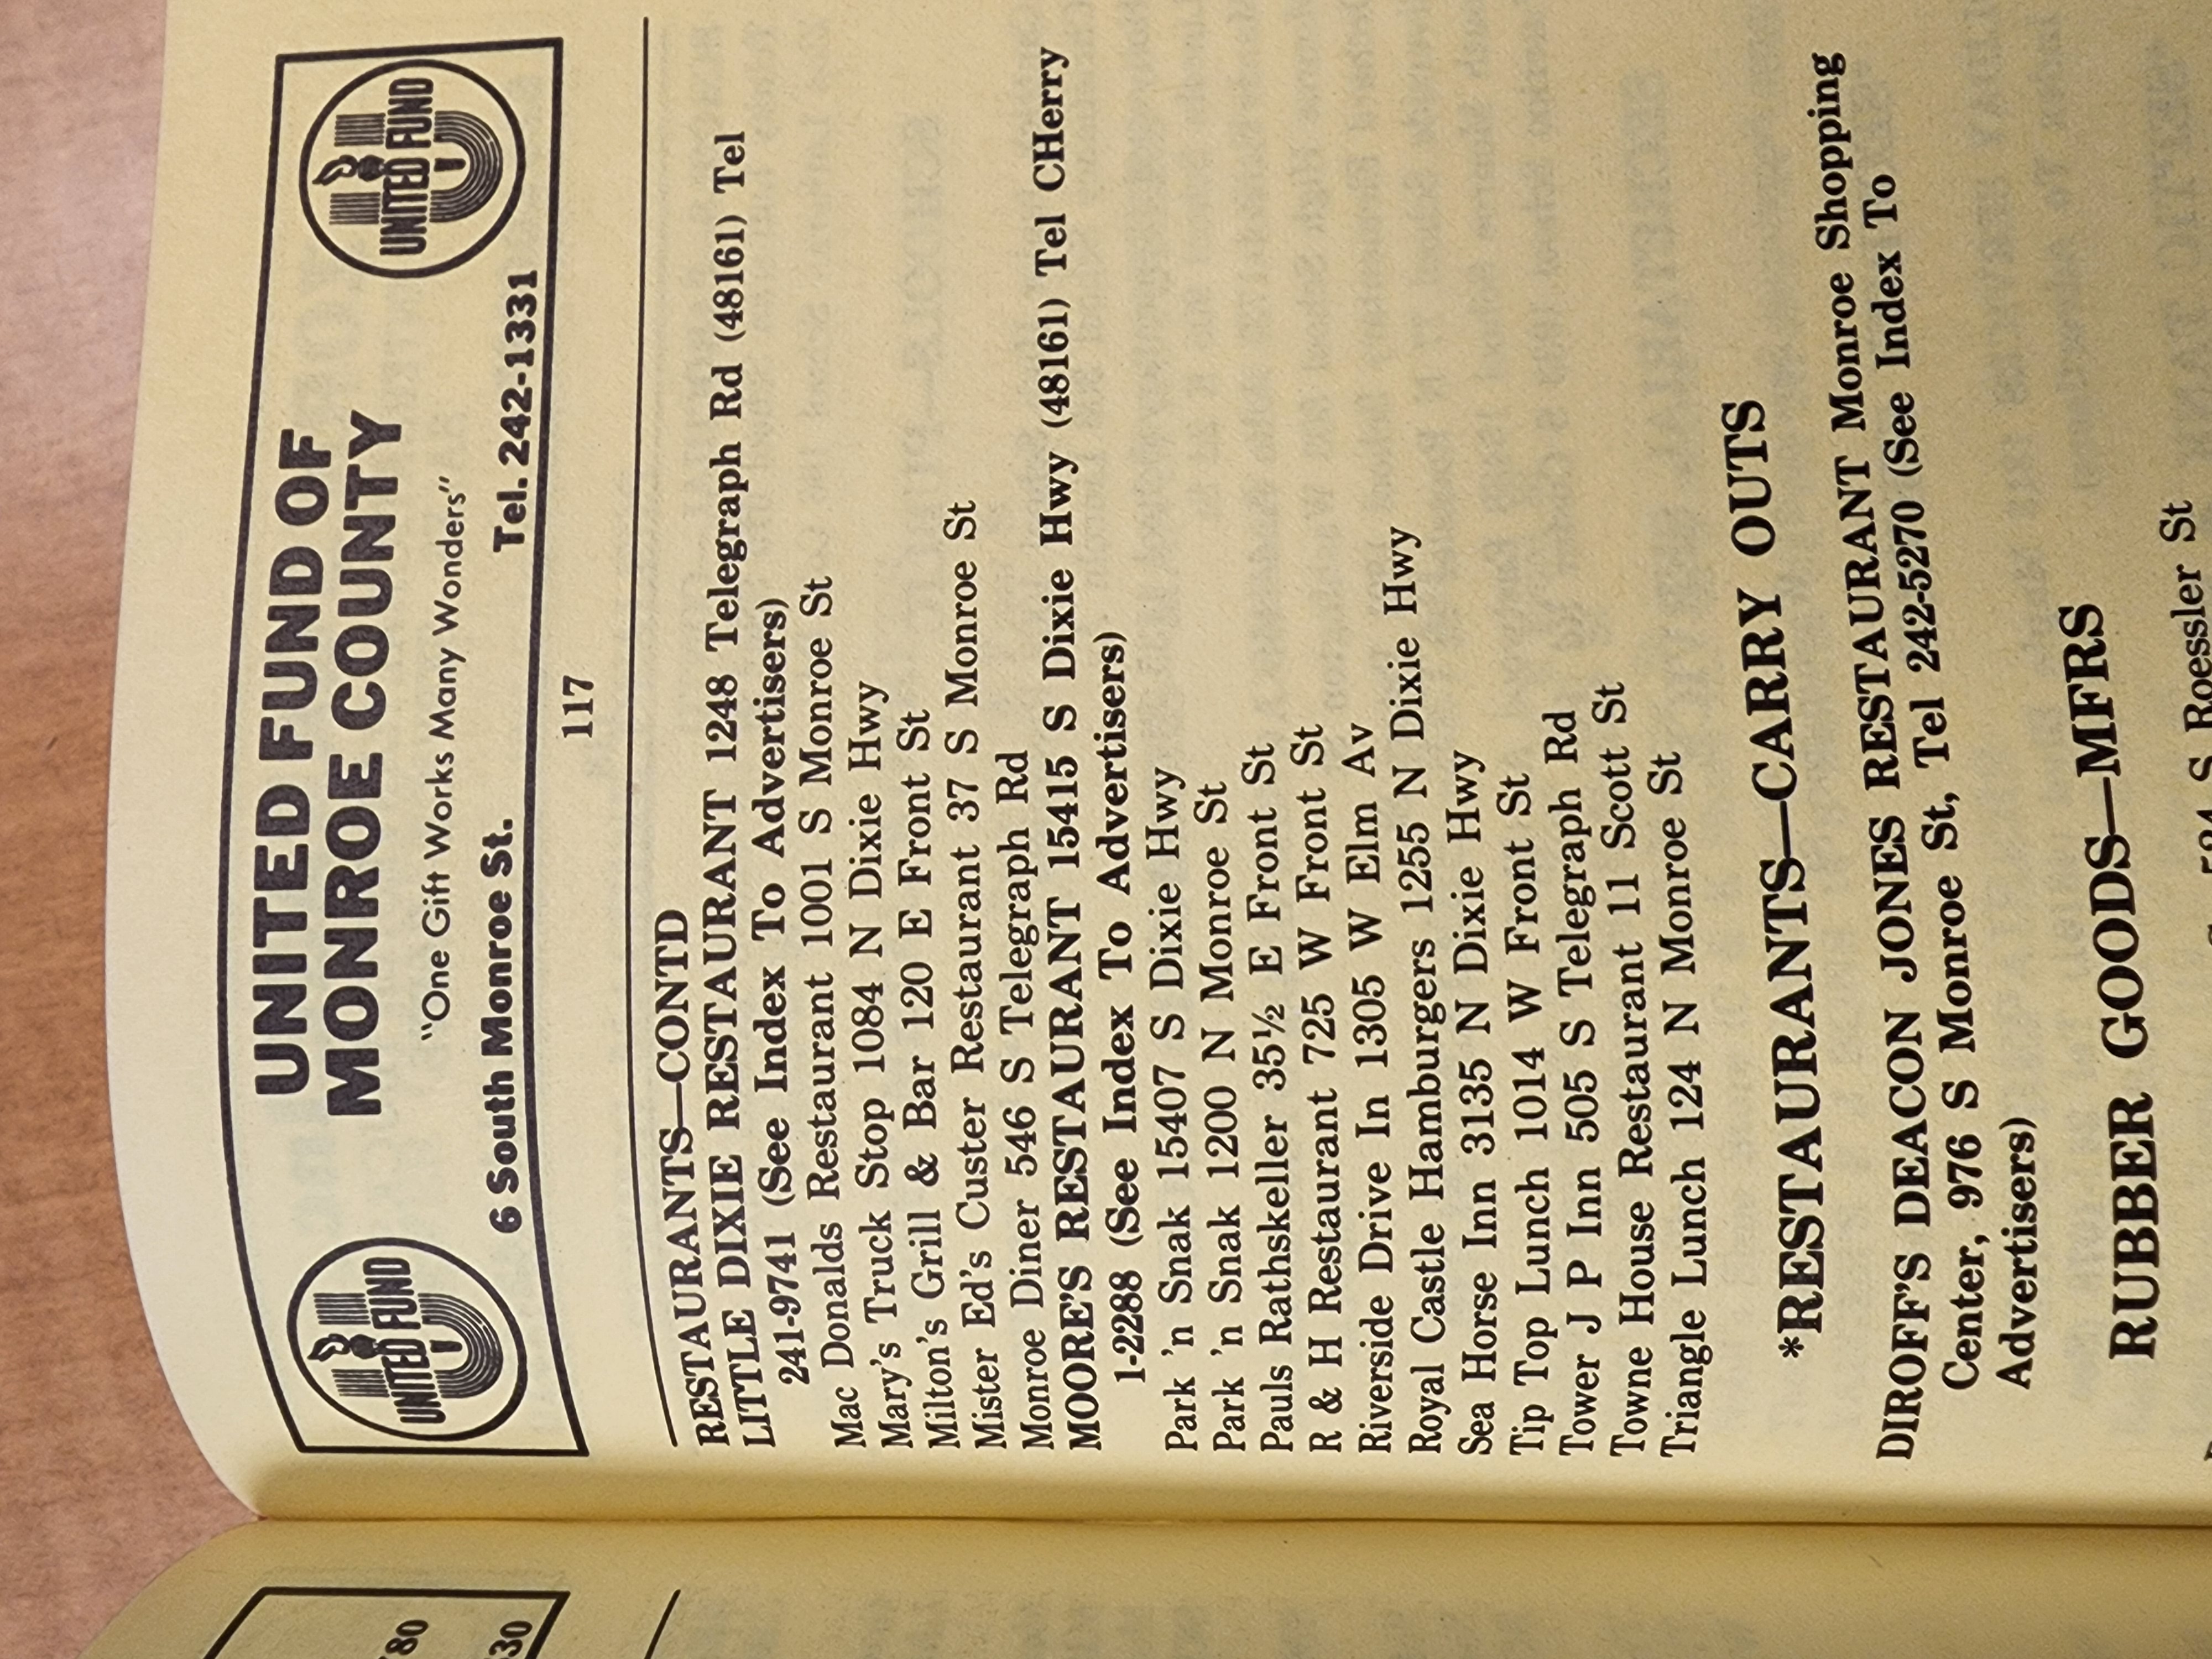 UNITED FUND
UNITED FUND OF
MONROE COUNTY
"One Gift Works Many Wonders"
6 South Monroe St. Tel. 242-1331
UNITED FUND
117
RESTAURANTS—CONTD
LITTLE DIXIE RESTAURANT 1248 Telegraph Rd (48161) Tel
241-9741 (See Index To Advertisers)
Mac Donalds Restaurant 1001 S Monroe St
Mary's Truck Stop 1084 N Dixie Hwy
Milton's Grill & Bar 120 E Front St
Mister Ed's Custer Restaurant 37 S Monroe St
Monroe Diner 546 S Telegraph Rd
MOORE'S RESTAURANT 15415 S Dixie Hwy (48161) Tel CHerry
1-2288 (See Index To Advertisers)
Park 'n Snak 15407 S Dixie Hwy
Park 'n Snak 1200 N Monroe St
Pauls Rathskeller 35½ E Front St
R & H Restaurant 725 W Front St
Riverside Drive In 1305 W Elm Av
Royal Castle Hamburgers 1255 N Dixie Hwy
Sea Horse Inn 3135 N Dixie Hwy
Tip Top Lunch 1014 W Front St
Tower J P Inn 505 S Telegraph Rd
Towne House Restaurant 11 Scott St
Triangle Lunch 124 N Monroe St
*RESTAURANTS—CARRY OUTS
DIROFF'S DEACON JONES RESTAURANT Monroe Shopping
Center, 976 S Monroe St, Tel 242-5270 (See Index To
Advertisers)
RUBBER GOODS—MFRS
S Roessler St